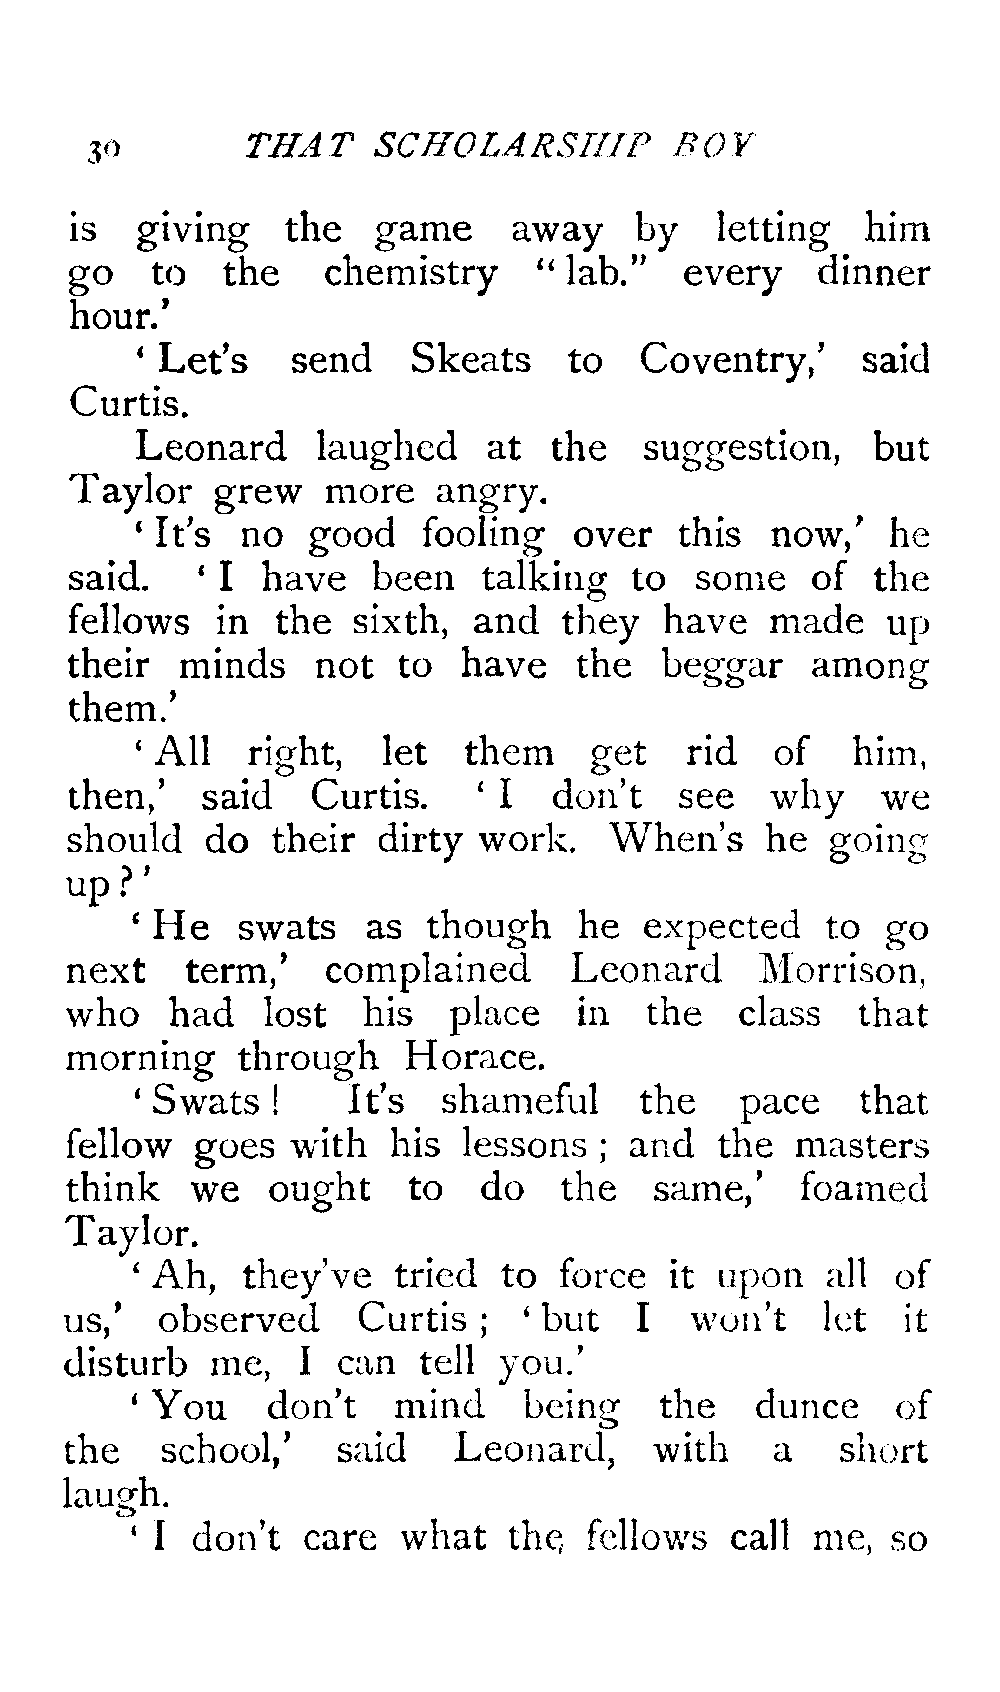 30 THAT SCHOLARSHIP BOY
is giving the game away by letting him
go to the chemistry “ lab.” every dinner
hour.’
‘ Let’s send Skeats to Coventry,’ said
Curtis.
Leonard laughed at the suggestion, but
Taylor grew more angry.
‘ It’s no good fooling over this now,’ he
said. ‘ I have been talking to some of the
fellows in the sixth, and they have made up
their minds not to have the beggar among
them.’
‘ All right, let them get rid of him,
then,’ said Curtis. ‘ I don’t see why we
should do their dirty work. When’s he going
up ? ’
‘ He swats as though he expected to go
next term,’ complained Leonard Morrison,
who had lost his place in the class that
morning through Horace.
‘ Swats ! It’s shameful the pace that
fellow goes with his lessons ; and the masters
think we ought to do the same,’ foamed
Taylor.
‘ Ah, they’ve tried to force it upon all of
us,’ observed Curtis ; ‘ but I won’t let it
disturb me, I can tell you.’
‘ You don’t mind being the dunce of
the school,’ said Leonard, with a short
laugh.
‘ I don’t care what the fellows call me, so